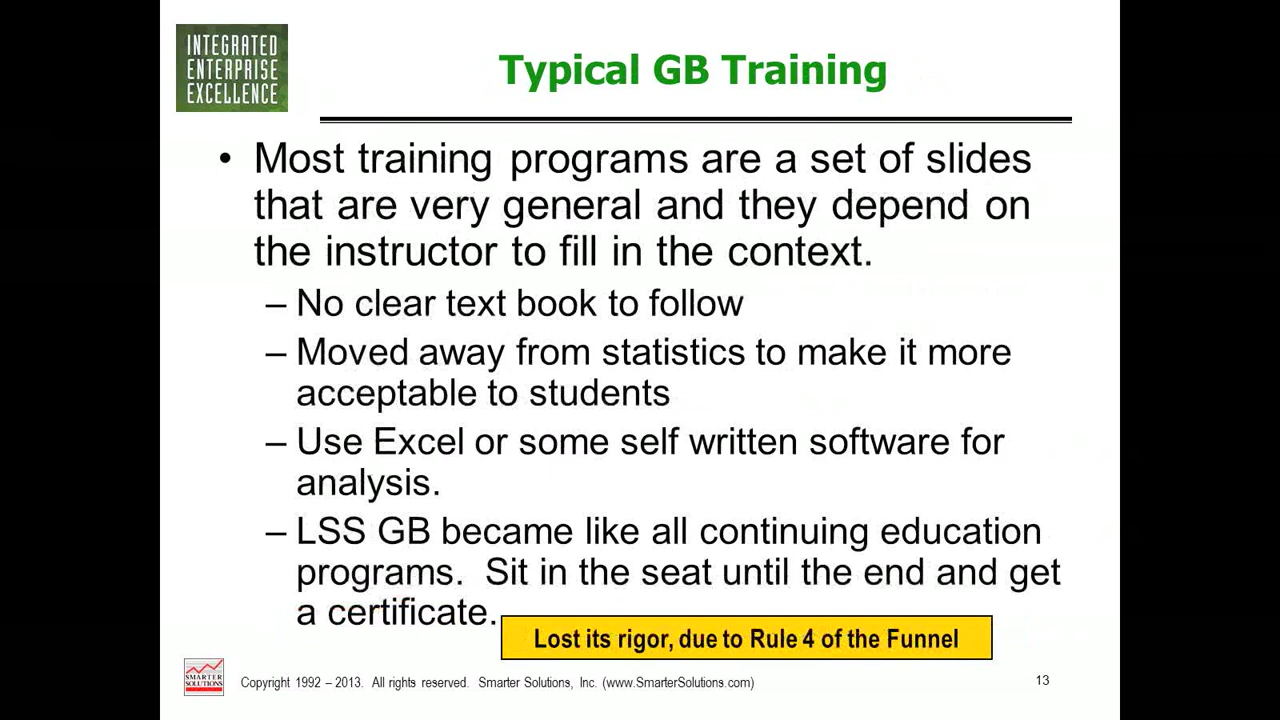 INTEGRATED
ENTERPRISE
EXCELLENCE
Typical GB Training
• Most training programs are a set of slides
that are very general and they depend on
the instructor to fill in the context.
– No clear text book to follow
– Moved away from statistics to make it more
acceptable to students
– Use Excel or some self written software for
analysis.
– LSS GB became like all continuing education
programs.  Sit in the seat until the end and get
a certificate.
Lost its rigor, due to Rule 4 of the Funnel
SMARTER
SOLUTIONS
Copyright 1992 – 2013.  All rights reserved.  Smarter Solutions, Inc. (www.SmarterSolutions.com)
13